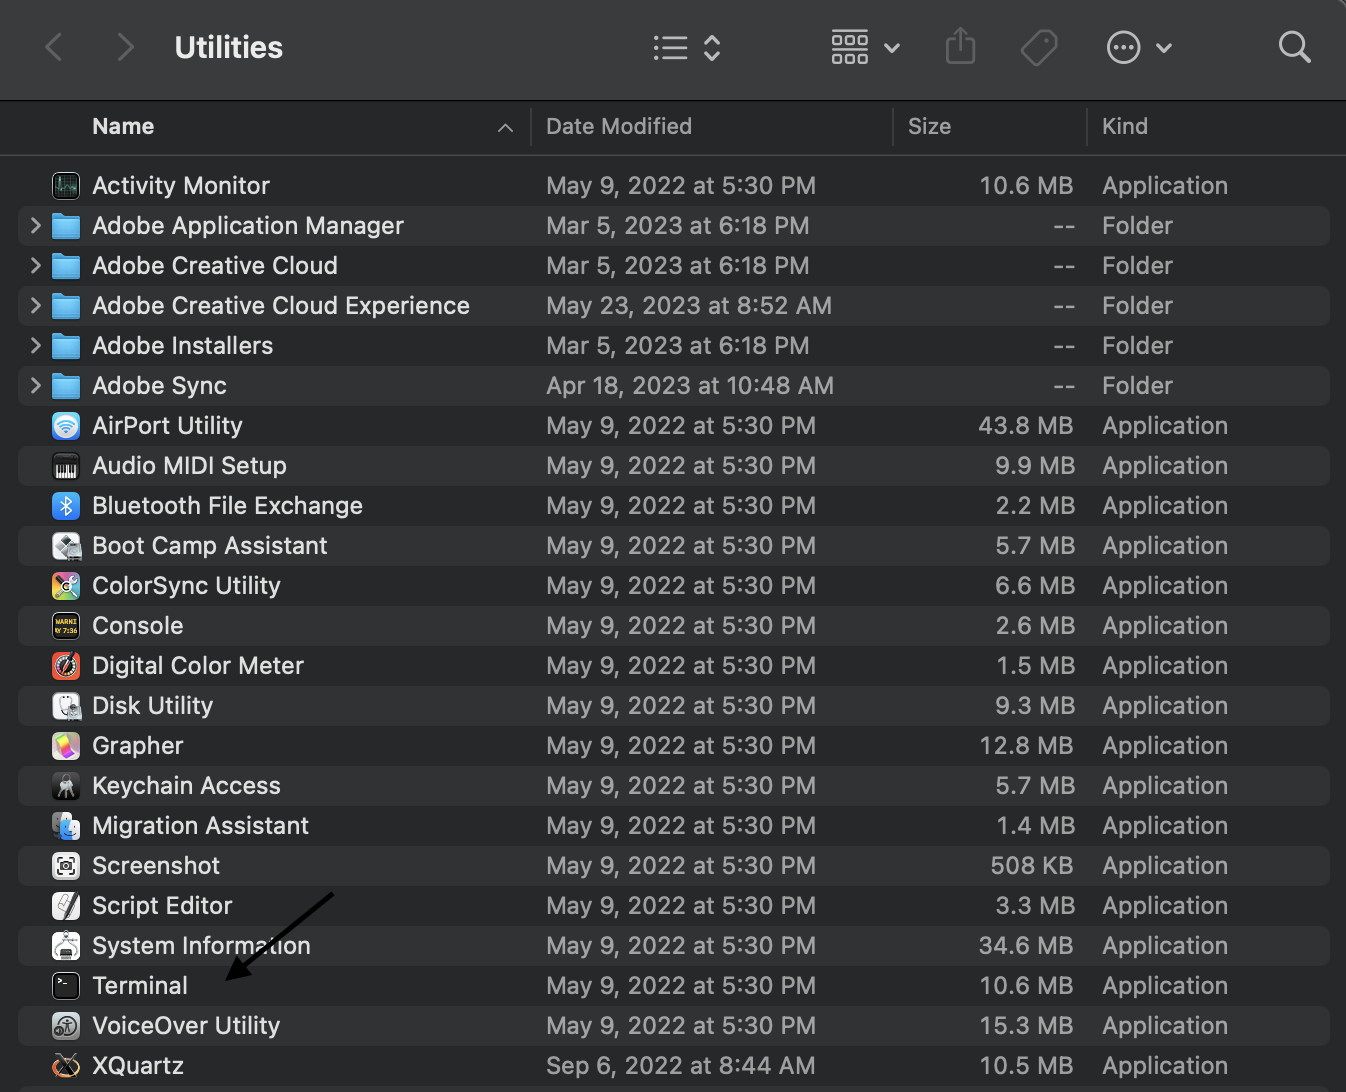 Utilities
Name Date Modified Size Kind
Activity Monitor May 9, 2022 at 5:30 PM 10.6 MB Application
Adobe Application Manager Mar 5, 2023 at 6:18 PM -- Folder
Adobe Creative Cloud Mar 5, 2023 at 6:18 PM -- Folder
Adobe Creative Cloud Experience May 23, 2023 at 8:52 AM -- Folder
Adobe Installers Mar 5, 2023 at 6:18 PM -- Folder
Adobe Sync Apr 18, 2023 at 10:48 AM -- Folder
AirPort Utility May 9, 2022 at 5:30 PM 43.8 MB Application
Audio MIDI Setup May 9, 2022 at 5:30 PM 9.9 MB Application
Bluetooth File Exchange May 9, 2022 at 5:30 PM 2.2 MB Application
Boot Camp Assistant May 9, 2022 at 5:30 PM 5.7 MB Application
ColorSync Utility May 9, 2022 at 5:30 PM 6.6 MB Application
Console May 9, 2022 at 5:30 PM 2.6 MB Application
Digital Color Meter May 9, 2022 at 5:30 PM 1.5 MB Application
Disk Utility May 9, 2022 at 5:30 PM 9.3 MB Application
Grapher May 9, 2022 at 5:30 PM 12.8 MB Application
Keychain Access May 9, 2022 at 5:30 PM 5.7 MB Application
Migration Assistant May 9, 2022 at 5:30 PM 1.4 MB Application
Screenshot May 9, 2022 at 5:30 PM 508 KB Application
Script Editor May 9, 2022 at 5:30 PM 3.3 MB Application
System Information May 9, 2022 at 5:30 PM 34.6 MB Application
Terminal May 9, 2022 at 5:30 PM 10.6 MB Application
VoiceOver Utility May 9, 2022 at 5:30 PM 15.3 MB Application
XQuartz Sep 6, 2022 at 8:44 AM 10.5 MB Application